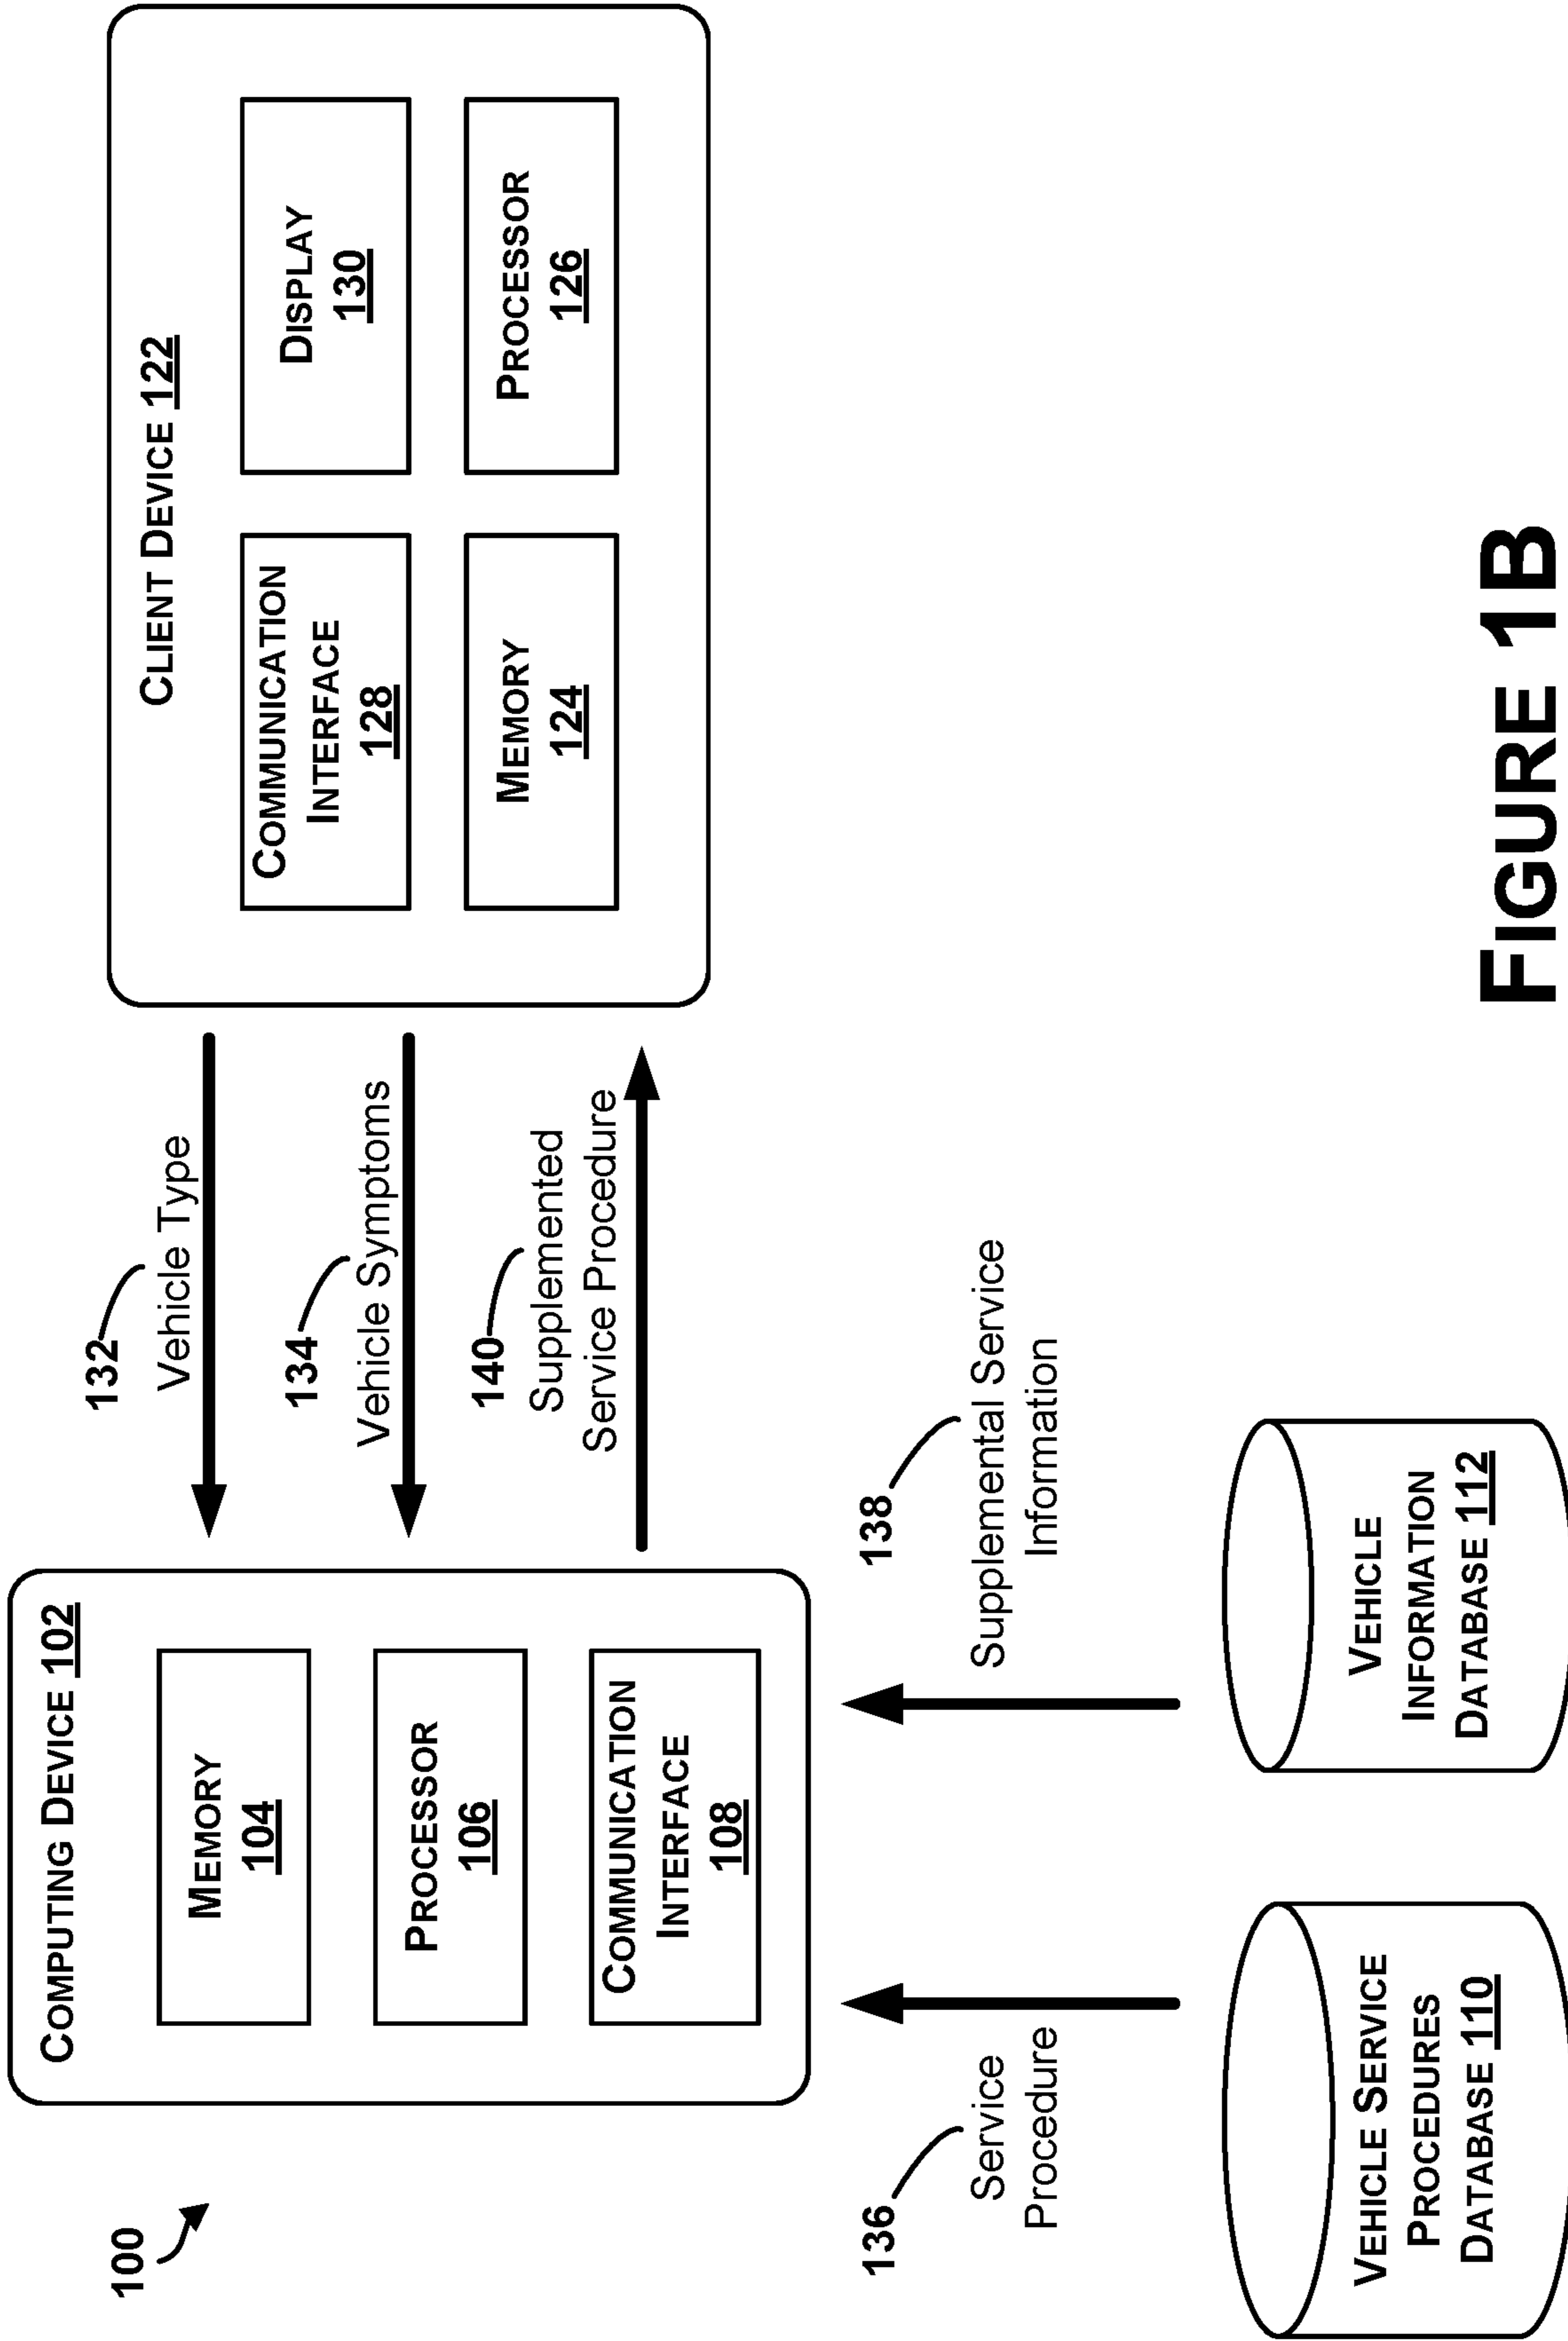 100
COMPUTING DEVICE 102
MEMORY
104
PROCESSOR
106
COMMUNICATION
INTERFACE
108
132
Vehicle Type
134
Vehicle Symptoms
140
Supplemented
Service Procedure
CLIENT DEVICE 122
COMMUNICATION
INTERFACE
128
DISPLAY
130
MEMORY
124
PROCESSOR
126
136
Service
Procedure
138
Supplemental Service
Information
VEHICLE SERVICE
PROCEDURES
DATABASE 110
VEHICLE
INFORMATION
DATABASE 112
FIGURE 1B